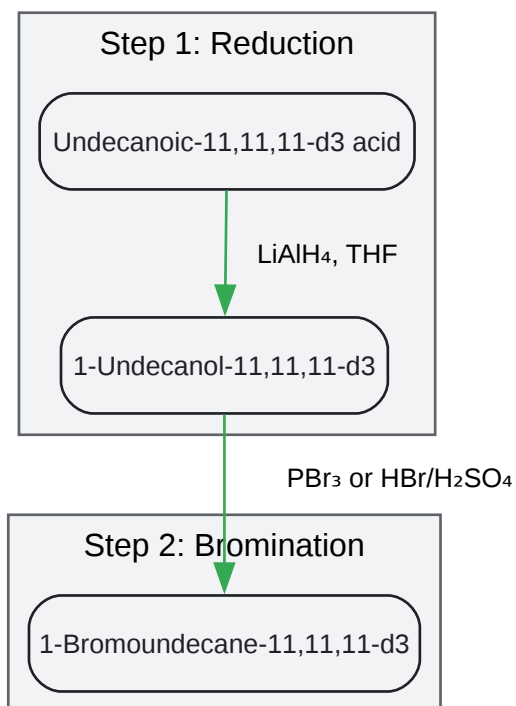 Step 1: Reduction
Undecanoic-11,11,11-d3 acid
LiAlH₄, THF
1-Undecanol-11,11,11-d3
PBr₃ or HBr/H₂SO₄
Step 2: Bromination
1-Bromoundecane-11,11,11-d3